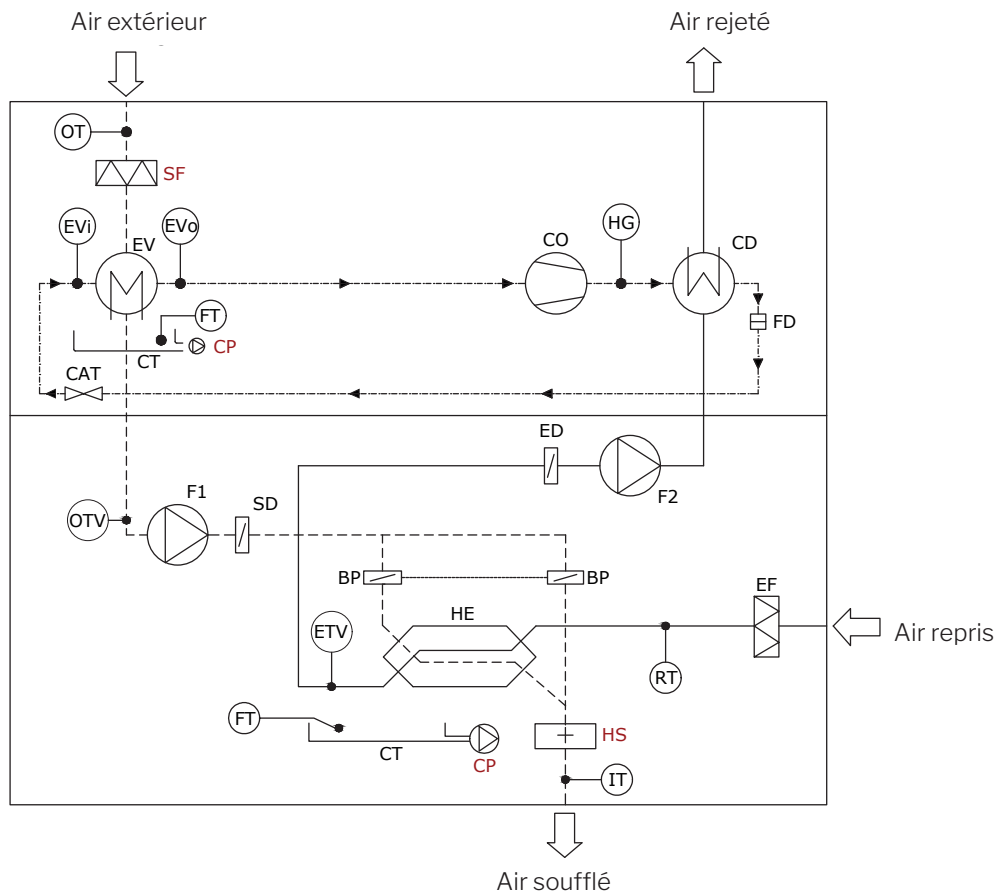 Air extérieur
Air rejeté
OT
SF
EVi
EVo
EV
CO
HG
CD
FT
FD
CT
CP
CAT
ED
F2
F1
SD
OTV
BP
BP
EF
HE
ETV
Air repris
RT
FT
CT
CP
HS
IT
Air soufflé